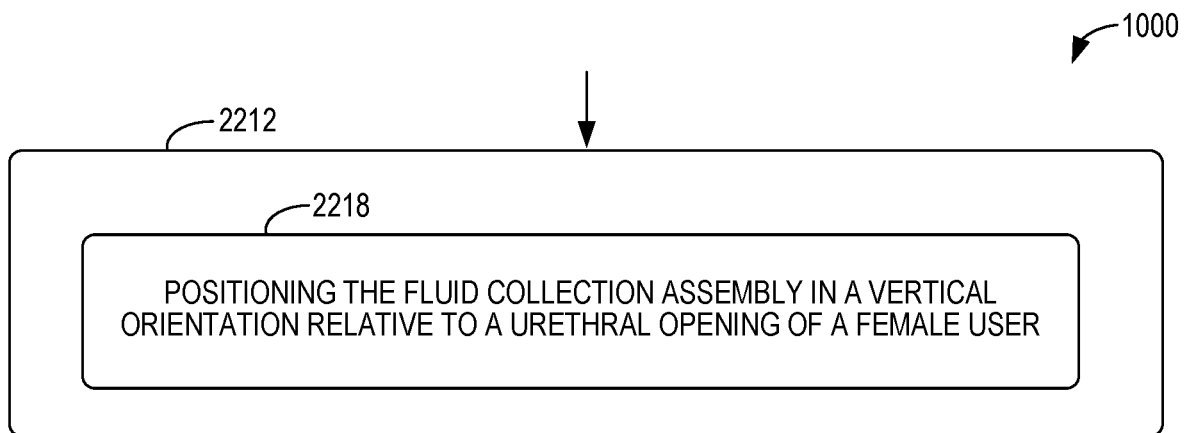 1000
2212
2218
POSITIONING THE FLUID COLLECTION ASSEMBLY IN A VERTICAL
ORIENTATION RELATIVE TO A URETHRAL OPENING OF A FEMALE USER